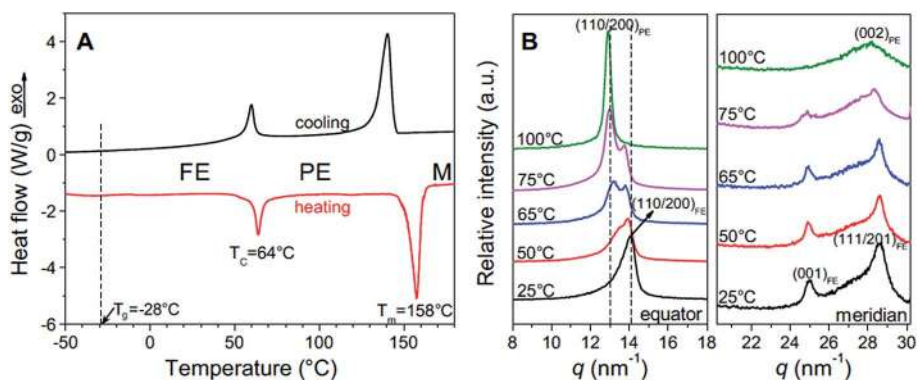 A
Heat flow (W/g) exo
4
2
0
-2
-4
-6
cooling
FE PE M
heating
T_C=64°C
T_g=-28°C
T_m=158°C
-50 0 50 100 150
Temperature (°C)
B
Relative intensity (a.u.)
(110/200)_PE
100°C
75°C
65°C
(110/200)_FE
50°C
25°C
equator
8 10 12 14 16 18
q (nm⁻¹)
(002)_PE
100°C
75°C
65°C
50°C
(111/201)_FE
(001)_FE
25°C
meridian
20 22 24 26 28 30
q (nm⁻¹)